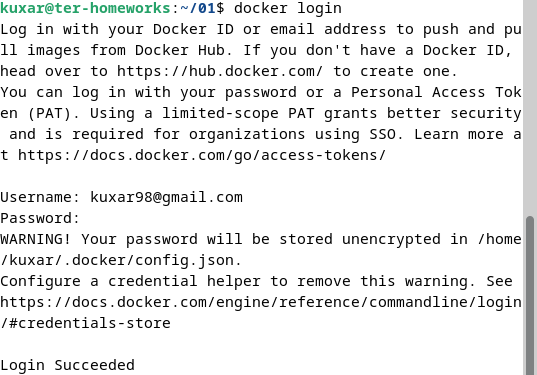 kuxar@ter-homeworks:~/01$ docker login
Log in with your Docker ID or email address to push and pu
ll images from Docker Hub. If you don't have a Docker ID,
head over to https://hub.docker.com/ to create one.
You can log in with your password or a Personal Access Tok
en (PAT). Using a limited-scope PAT grants better security
 and is required for organizations using SSO. Learn more a
t https://docs.docker.com/go/access-tokens/

Username: kuxar98@gmail.com
Password:
WARNING! Your password will be stored unencrypted in /home
/kuxar/.docker/config.json.
Configure a credential helper to remove this warning. See
https://docs.docker.com/engine/reference/commandline/login
/#credentials-store

Login Succeeded